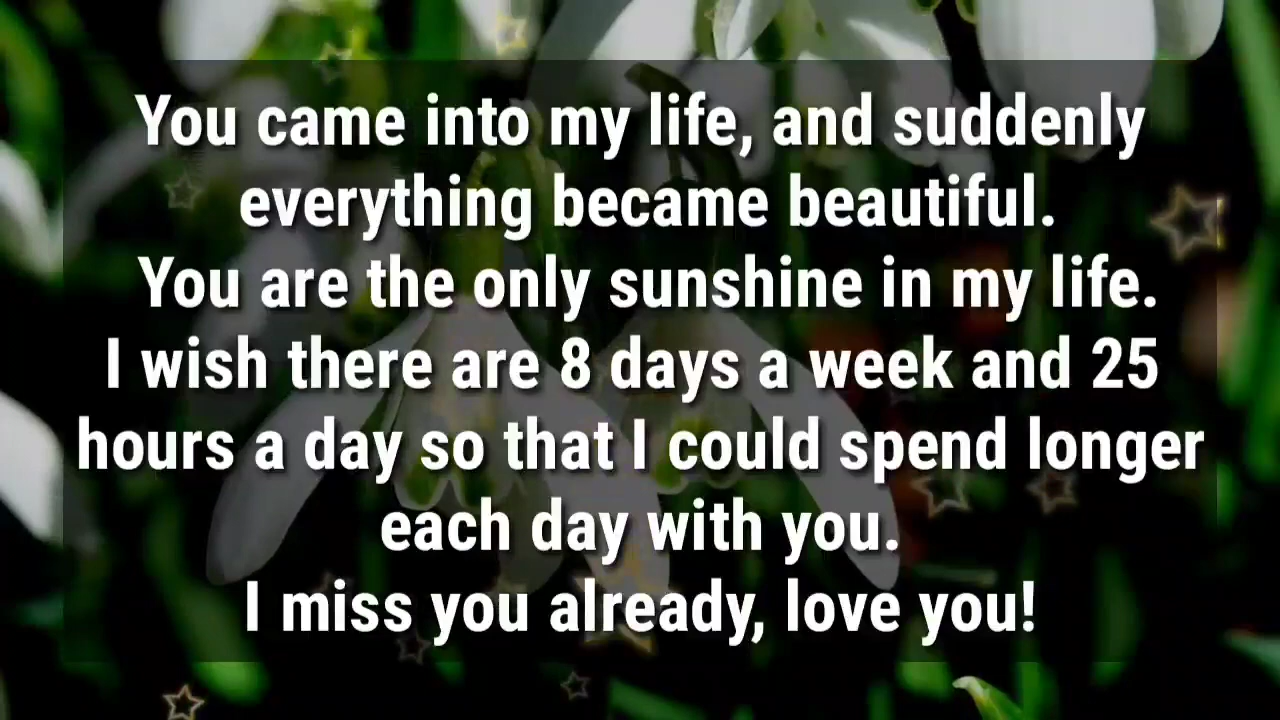 You came into my life, and suddenly
everything became beautiful.
You are the only sunshine in my life.
I wish there are 8 days a week and 25
hours a day so that I could spend longer
each day with you.
I miss you already, love you!